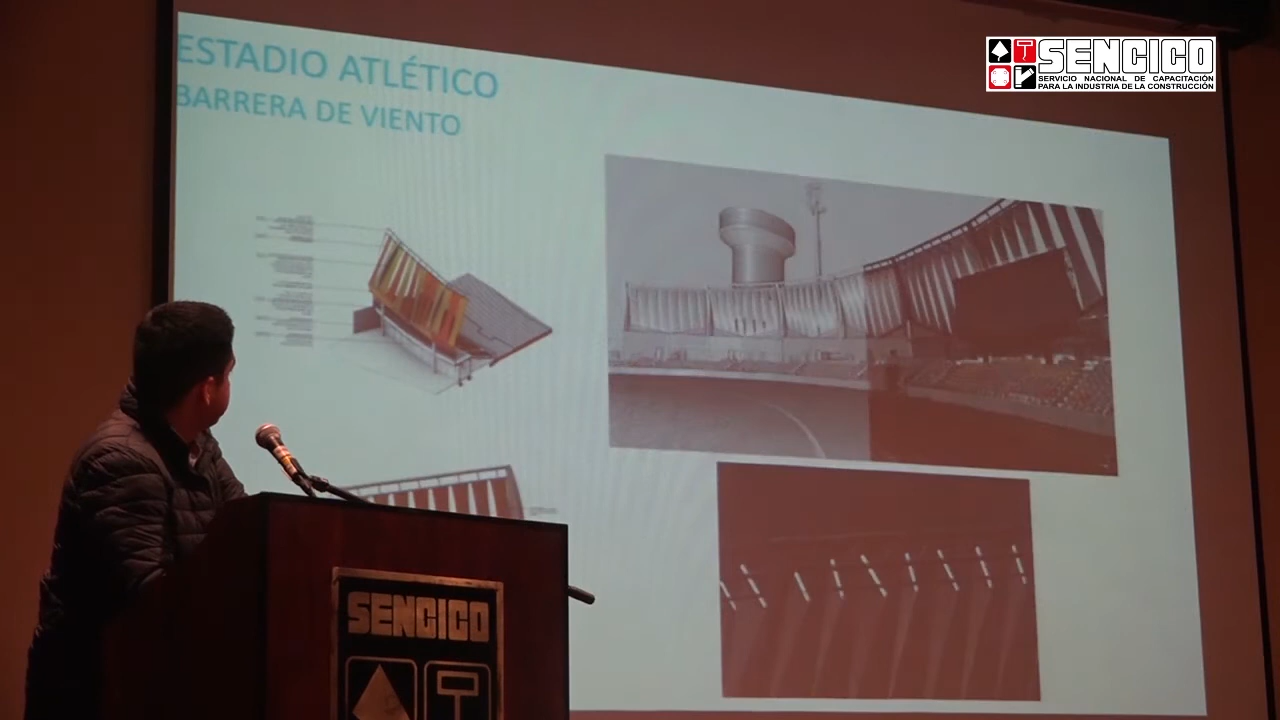 ESTADIO ATLÉTICO
BARRERA DE VIENTO
SENCICO
SERVICIO NACIONAL DE CAPACITACIÓN
PARA LA INDUSTRIA DE LA CONSTRUCCIÓN
SENCICO